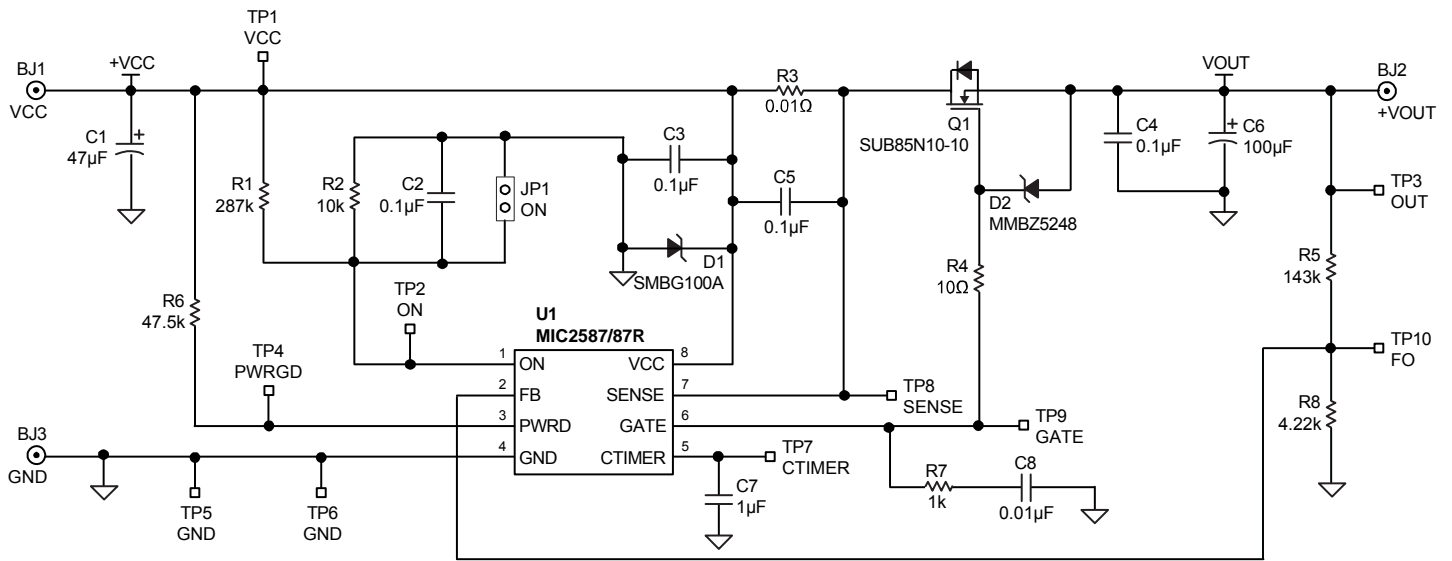 TP1
VCC
BJ1
VCC
+VCC
C1
47µF
R1
287k
R2
10k
C2
0.1µF
JP1
ON
C3
0.1µF
R3
0.01Ω
C5
0.1µF
D1
SMBG100A
Q1
SUB85N10-10
D2
MMBZ5248
R4
10Ω
C4
0.1µF
VOUT
C6
100µF
BJ2
+VOUT
TP3
OUT
R5
143k
TP10
FO
R8
4.22k
R6
47.5k
TP4
PWRGD
TP2
ON
U1
MIC2587/87R
1 ON
2 FB
3 PWRD
4 GND
VCC 8
SENSE 7
GATE 6
CTIMER 5
TP8
SENSE
TP9
GATE
TP7
CTIMER
C7
1µF
R7
1k
C8
0.01µF
BJ3
GND
TP5
GND
TP6
GND